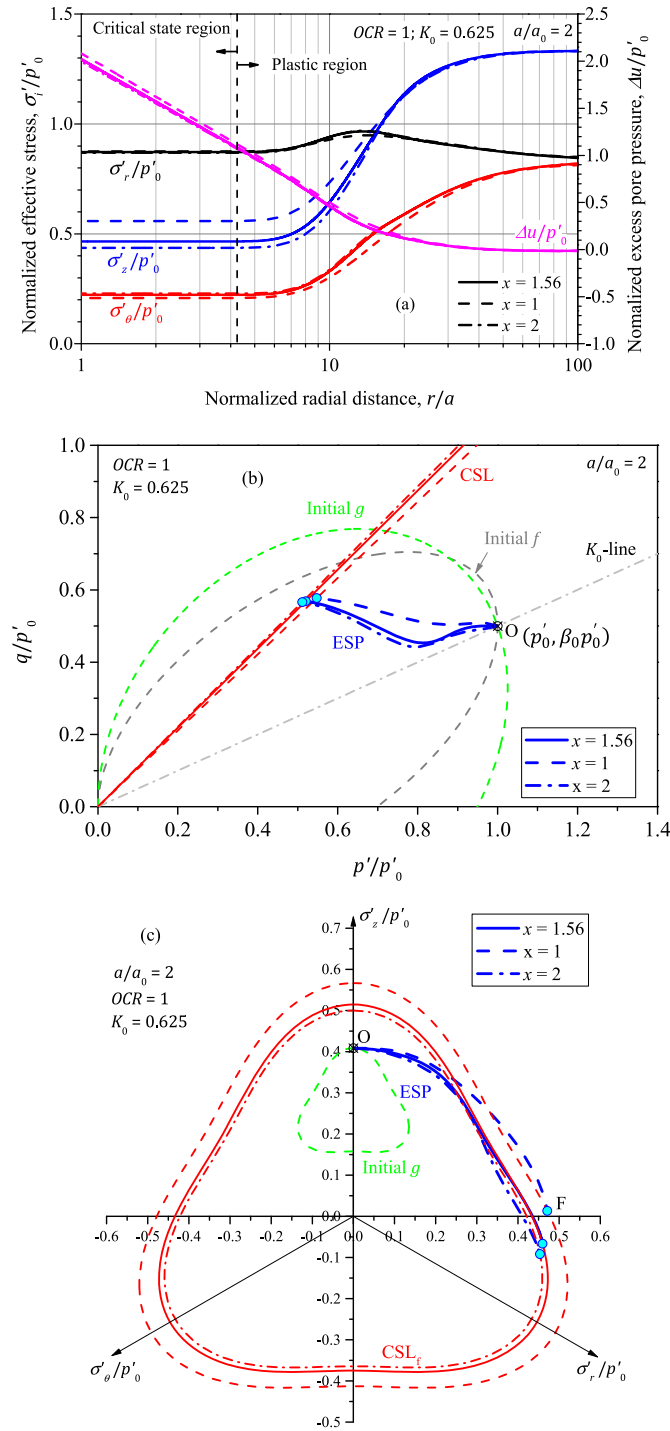 Critical state region
Plastic region
OCR = 1; K₀ = 0.625
a/a₀ = 2
Normalized effective stress, σ′ᵢ/p′₀
1.5
1.0
0.5
0.0
2.5
2.0
1.5
1.0
0.5
0.0
-0.5
-1.0
Nomalized excess pore pressure, Δu/p′₀
σ′ᵣ/p′₀
σ′z/p′₀
σ′θ/p′₀
Δu/p′₀
x = 1.56
x = 1
x = 2
(a)
1
10
100
Normalized radial distance, r/a
OCR = 1
K₀ = 0.625
(b)
a/a₀ = 2
CSL
Initial g
Initial f
K₀-line
ESP
O (p′₀, β₀p′₀)
x = 1.56
x = 1
x = 2
q/p′₀
1.0
0.8
0.6
0.4
0.2
0.0
0.0
0.2
0.4
0.6
0.8
1.0
1.2
1.4
p′/p′₀
(c)
σ′z/p′₀
a/a₀ = 2
OCR = 1
K₀ = 0.625
x = 1.56
x = 1
x = 2
0.7
0.6
0.5
0.4
0.3
0.2
0.1
0.0
-0.1
-0.2
-0.3
-0.4
-0.5
O
ESP
Initial g
F
-0.6
-0.5
-0.4
-0.3
-0.2
-0.1
0.0
0.1
0.2
0.3
0.4
0.5
0.6
CSL_f
σ′θ/p′₀
σ′ᵣ/p′₀